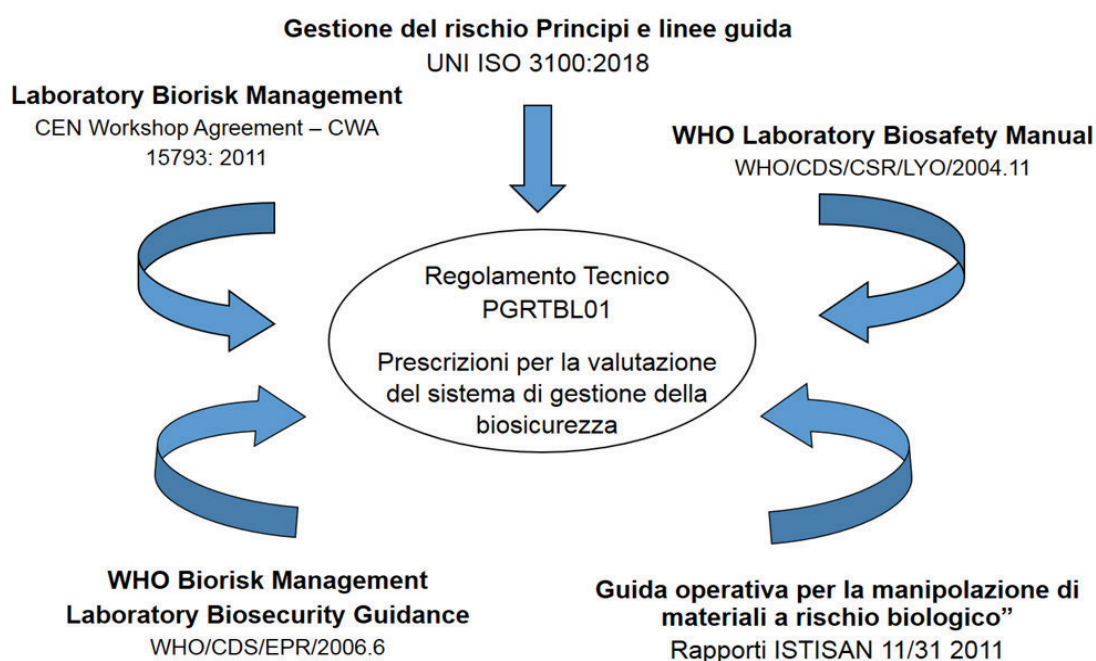 Gestione del rischio Principi e linee guida
UNI ISO 3100:2018
Laboratory Biorisk Management
CEN Workshop Agreement – CWA
15793: 2011
WHO Laboratory Biosafety Manual
WHO/CDS/CSR/LYO/2004.11
Regolamento Tecnico
PGRTBL01
Prescrizioni per la valutazione
del sistema di gestione della
biosicurezza
WHO Biorisk Management
Laboratory Biosecurity Guidance
WHO/CDS/EPR/2006.6
Guida operativa per la manipolazione di
materiali a rischio biologico”
Rapporti ISTISAN 11/31 2011